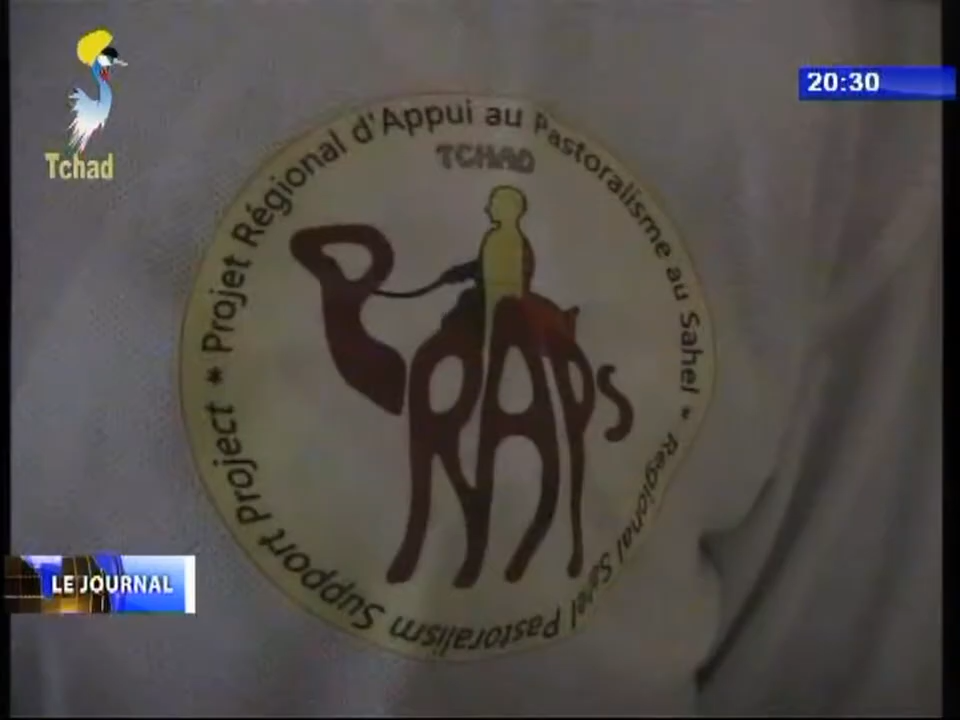 Tchad
20:30
* Projet Régional d'Appui au Pastoralisme au Sahel * Regional Sahel Pastoralism Support Project
TCHAD
PRAPS
LE JOURNAL